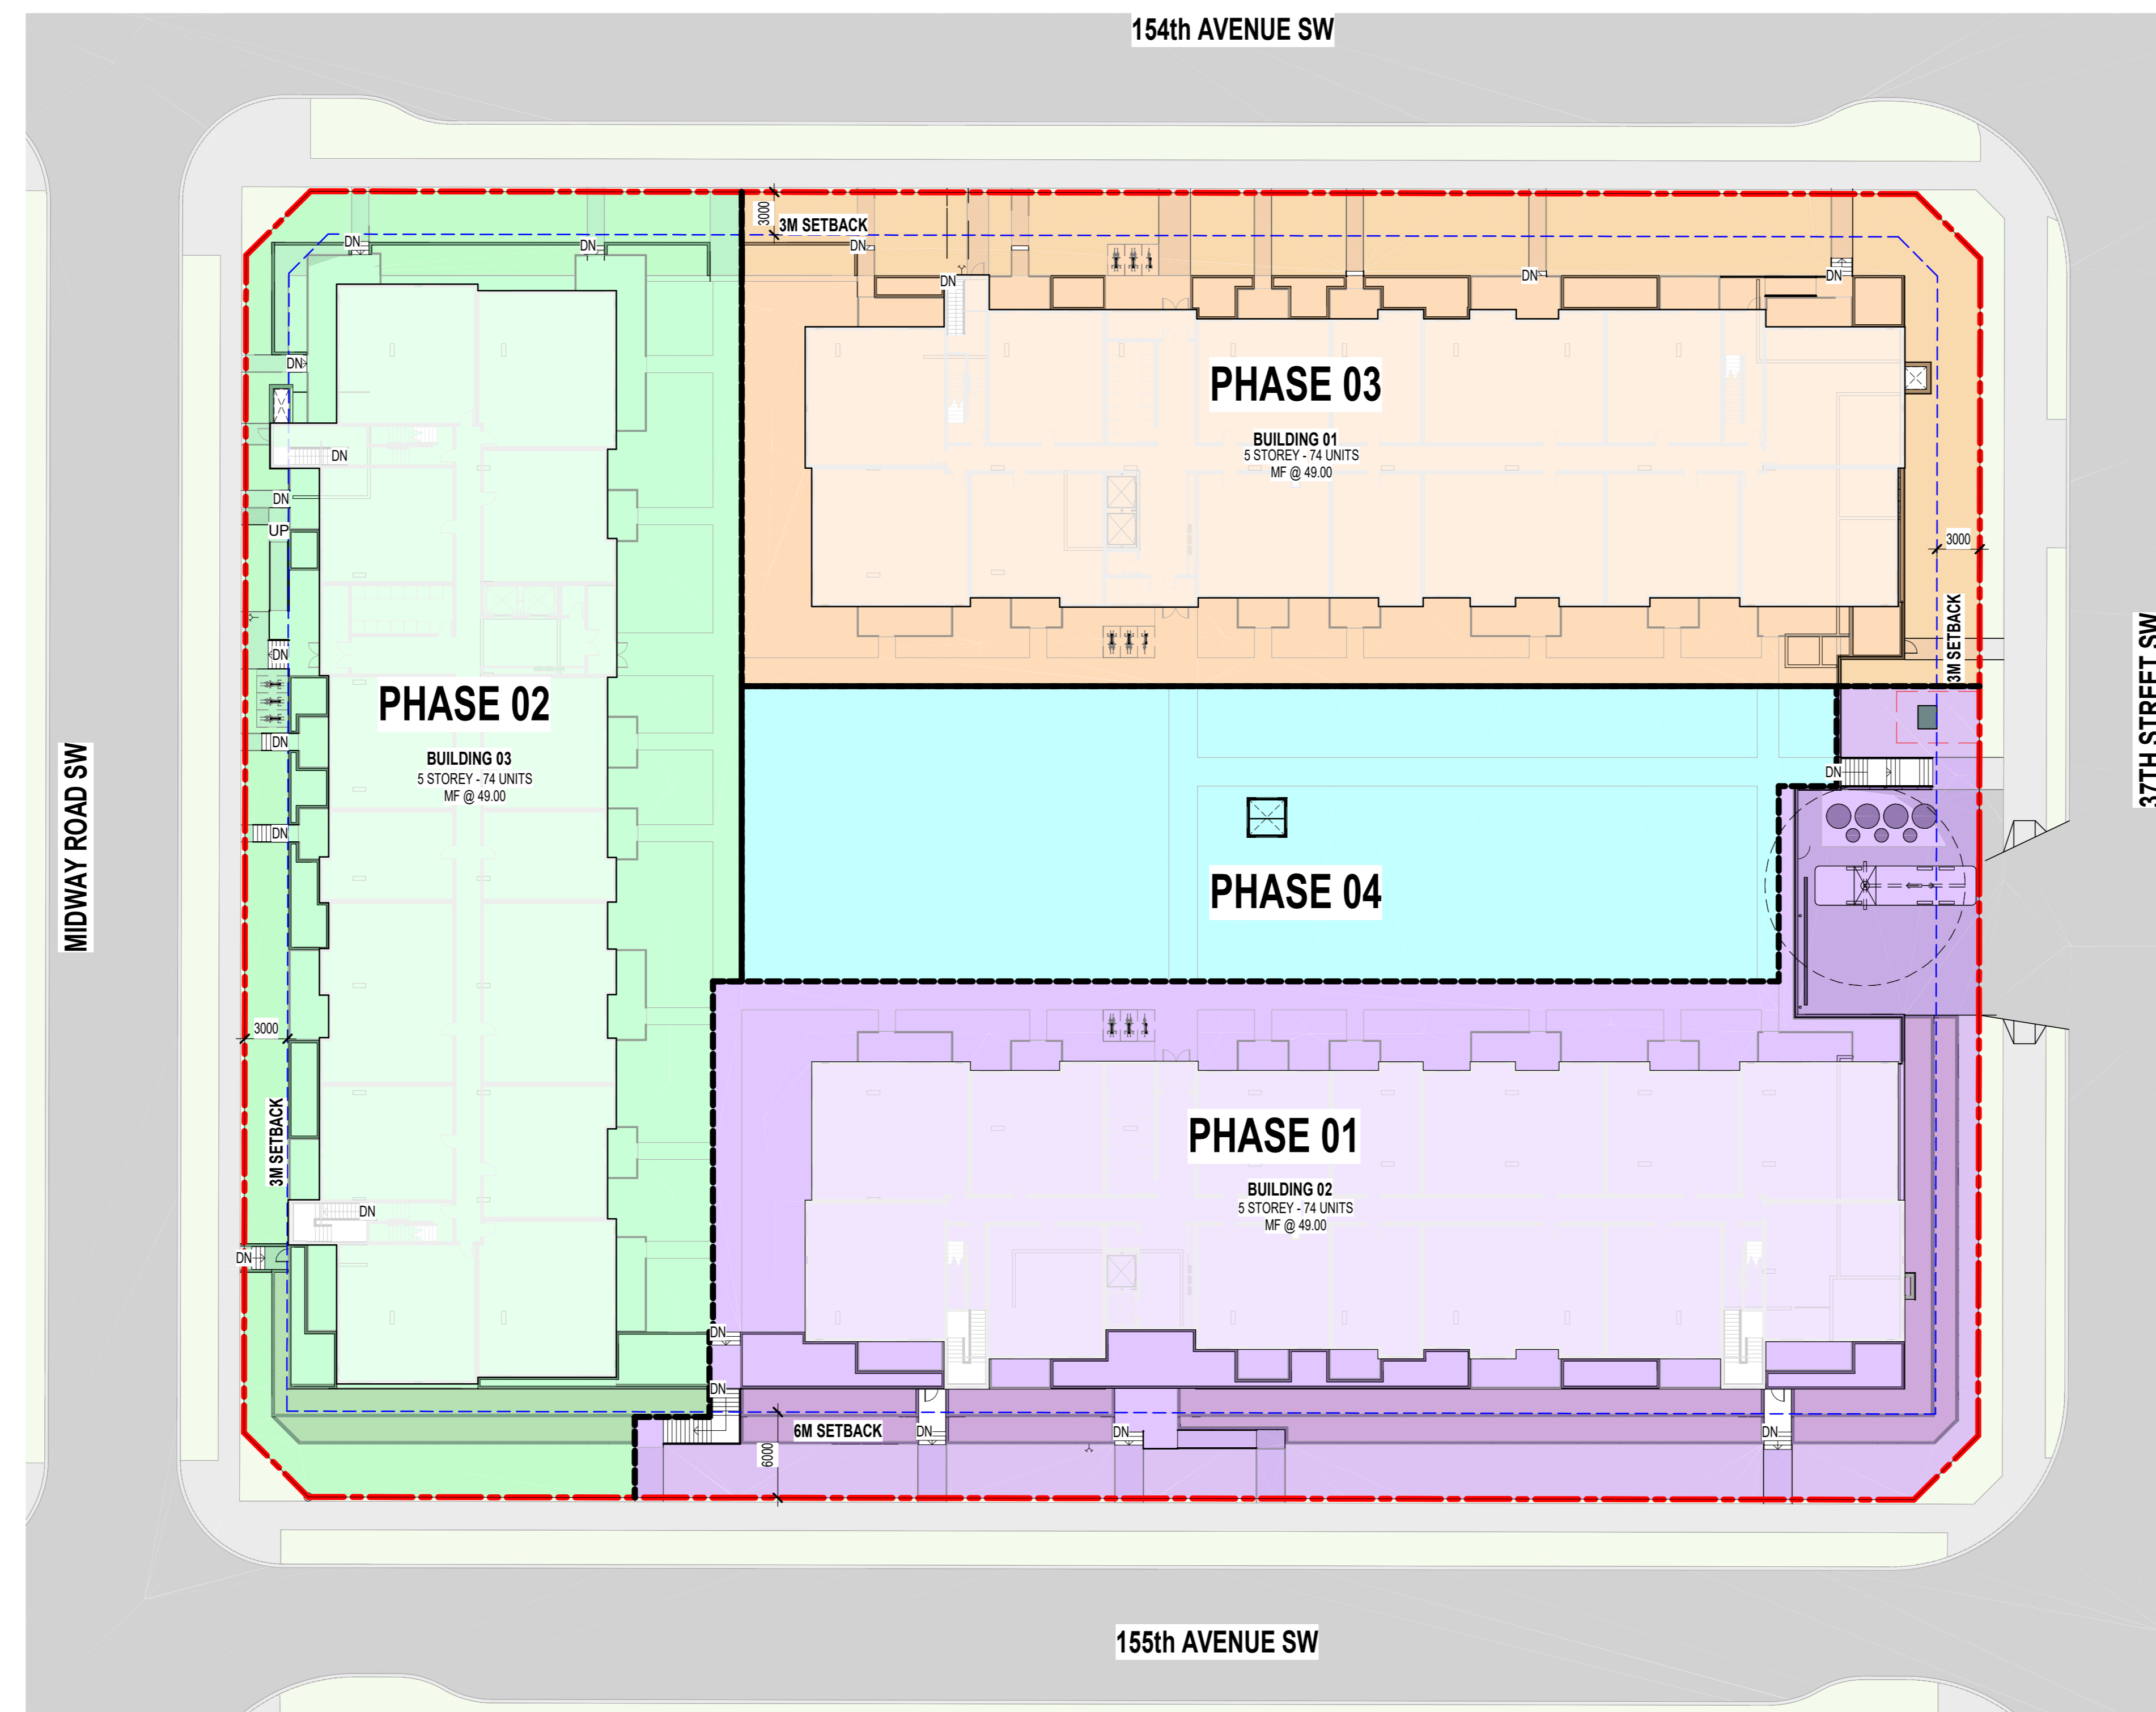 154th AVENUE SW
3000
3M SETBACK
DN
DN
DN
DN
DN
DN
PHASE 03
DN
BUILDING 01
5 STOREY - 74 UNITS
MF @ 49.00
DN
DN
UP
3000
3M SETBACK
37TH STREET SW
DN
PHASE 02
DN
BUILDING 03
5 STOREY - 74 UNITS
MF @ 49.00
DN
MIDWAY ROAD SW
DN
PHASE 04
3000
3M SETBACK
PHASE 01
BUILDING 02
5 STOREY - 74 UNITS
MF @ 49.00
DN
DN
DN
DN
6M SETBACK
6000
DN
DN
DN
155th AVENUE SW